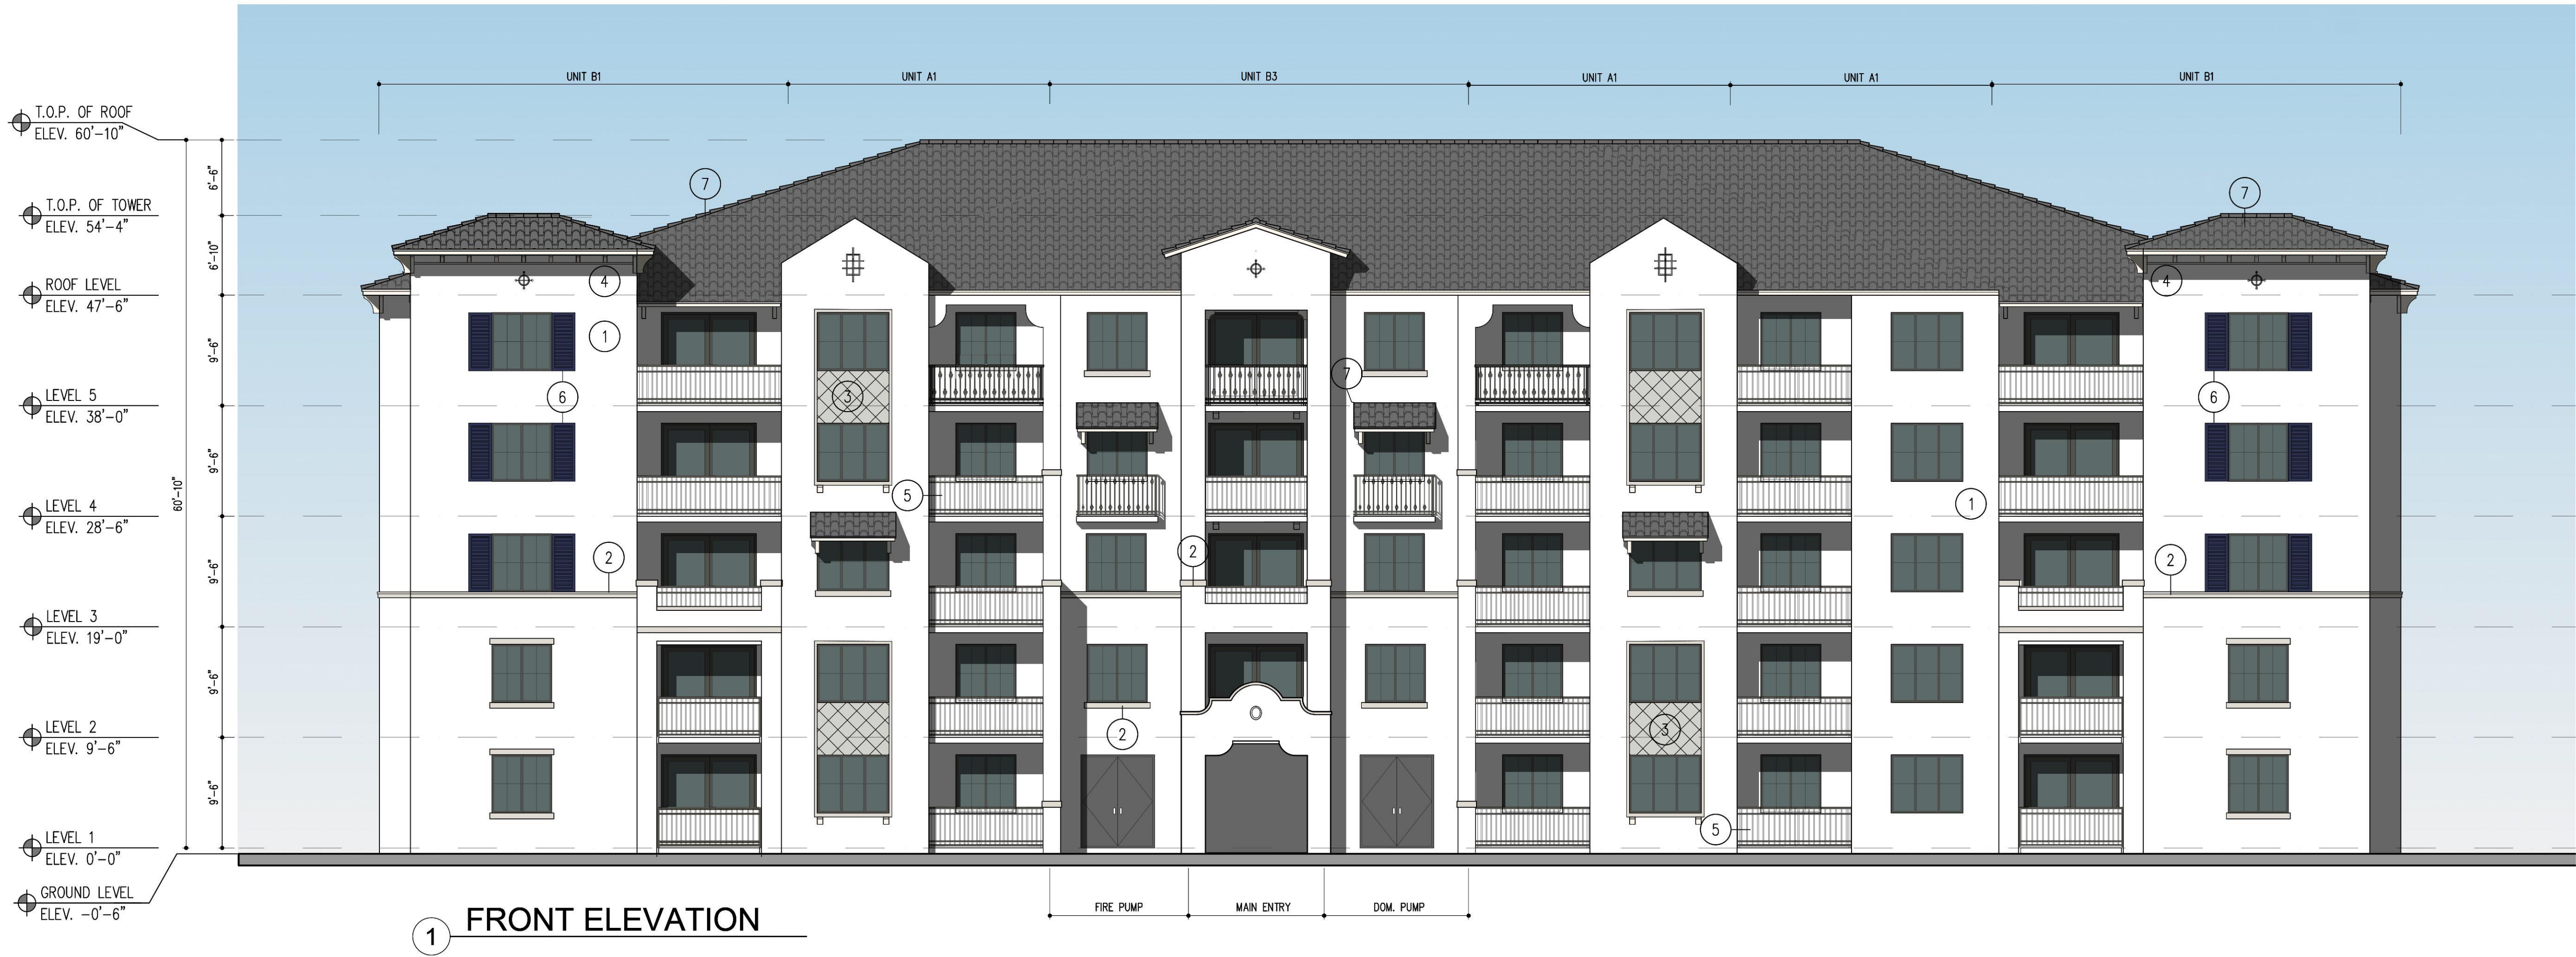 UNIT B1
UNIT A1
UNIT B3
UNIT A1
UNIT A1
UNIT B1
T.O.P. OF ROOF
ELEV. 60'-10"
T.O.P. OF TOWER
ELEV. 54'-4"
ROOF LEVEL
ELEV. 47'-6"
LEVEL 5
ELEV. 38'-0"
LEVEL 4
ELEV. 28'-6"
LEVEL 3
ELEV. 19'-0"
LEVEL 2
ELEV. 9'-6"
LEVEL 1
ELEV. 0'-0"
GROUND LEVEL
ELEV. -0'-6"
60'-10"
6'-6"
6'-10"
9'-6"
9'-6"
9'-6"
9'-6"
9'-6"
7
7
4
4
1
7
3
6
6
5
1
2
2
2
2
3
5
FIRE PUMP
MAIN ENTRY
DOM. PUMP
1 FRONT ELEVATION